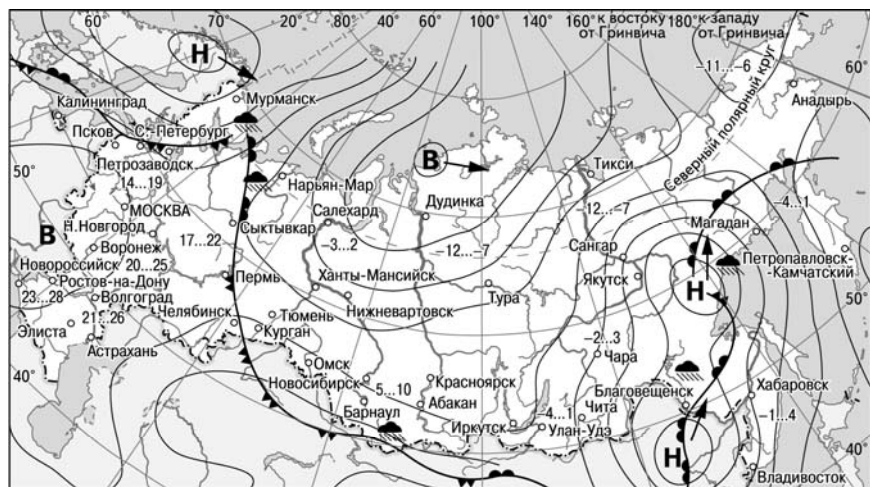 60° 70° 20° 80° 40° 80° 100° 140° 160° к востоку 180° к западу
от Гринвича от Гринвича
Н
-11...-6
60°
Северный полярный круг
Анадырь
Мурманск
Калининград
Псков С.-Петербург
В
Тикси
50°
Петрозаводск
14...19
Нарьян-Мар
Дудинка
-12...-7
-4...1
МОСКВА
Салехард
Магадан
В
Н.Новгород
17...22
Сыктывкар
-3...2
-12...-7
Сангар
Воронеж
Петропавловск-
-Камчатский
Новороссийск 20...25
Пермь
Ханты-Мансийск
Якутск
Н
Ростов-на-Дону
23...28
Волгоград
Тура
50°
21...26
Челябинск
Тюмень
Нижневартовск
Элиста
Курган
-2...3
Астрахань
Чара
40°
Омск
Новосибирск
Красноярск
Благовещенск
Хабаровск
5...10
Барнаул
Абакан
-4...1
Чита
-1...4
Иркутск
Улан-Удэ
Н
40°
Владивосток